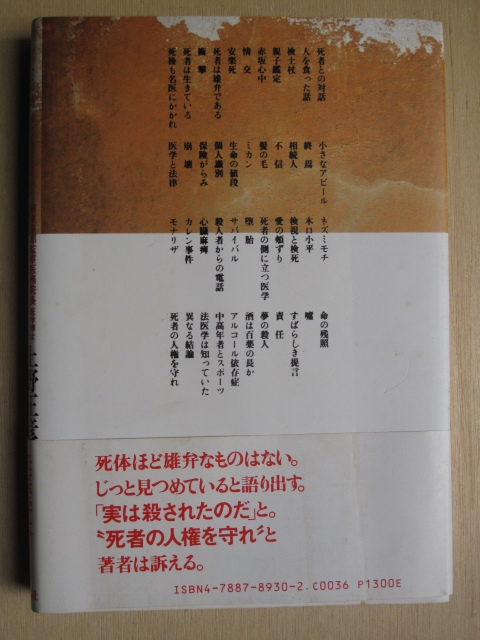 死者との対話
人を食った話
検土杖
親子鑑定
赤坂心中
情交
安楽死
死者は雄弁である
衝撃
死者は生きている
死後も名医にかかれ
小さなアピール
終焉
相続人
不信
髪の毛
ミカン
生命の値段
個人識別
保険がらみ
崩壊
医学と法律
ネズミモチ
木口小平
検視と検死
愛の頬ずり
死者の側に立つ医学
堕胎
サバイバル
殺人者からの電話
心臓麻痺
カレン事件
モナリザ
命の残照
嘘
すばらしき提言
責任
夢の殺人
酒は百薬の長か
アルコール依存症
中高年者とスポーツ
法医学は知っていた
異なる結論
死者の人権を守れ
死体ほど雄弁なものはない。
じっと見つめていると語り出す。
「実は殺されたのだ」と。
〝死者の人権を守れ〟と
著者は訴える。
ISBN4-7887-8930-2.C0036 P1300E